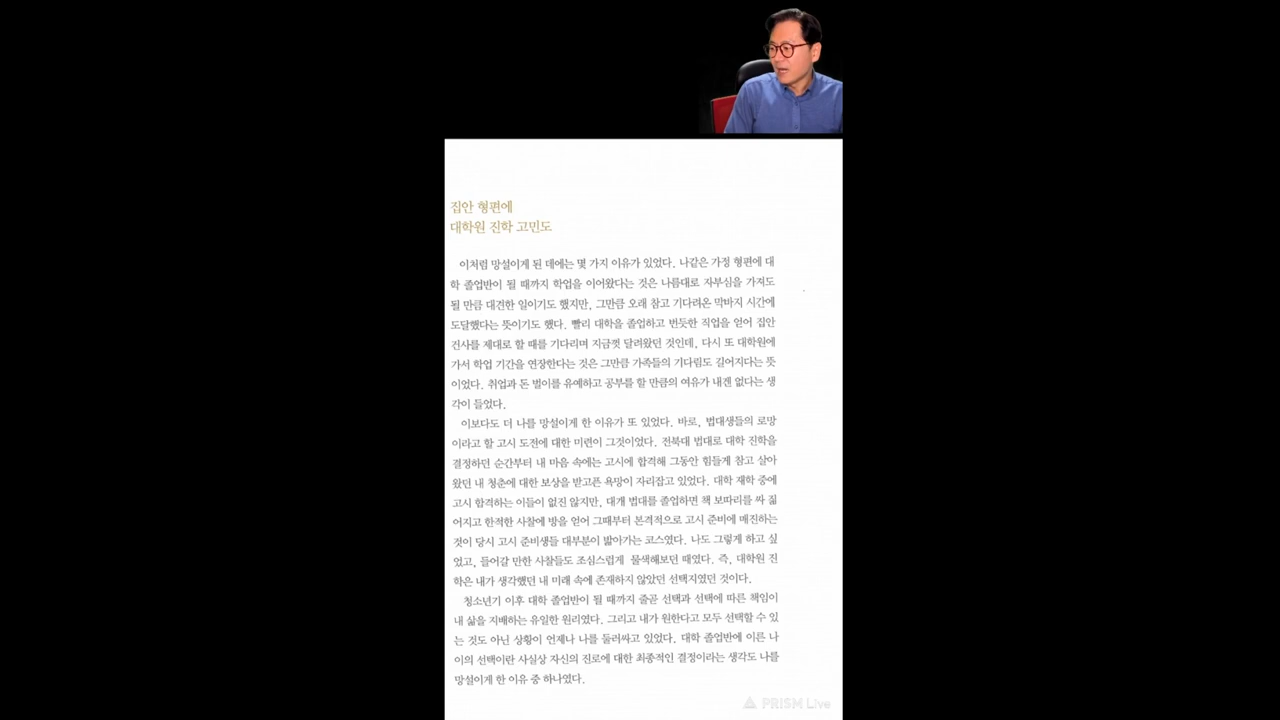 집안 형편에
대학원 진학 고민도
이처럼 망설이게 된 데에는 몇 가지 이유가 있었다. 나같은 가정 형편에 대
학 졸업반이 될 때까지 학업을 이어왔다는 것은 나름대로 자부심을 가져도
될 만큼 대견한 일이기도 했지만, 그만큼 오래 참고 기다려온 막바지 시간에
도달했다는 뜻이기도 했다. 빨리 대학을 졸업하고 번듯한 직업을 얻어 집안
건사를 제대로 할 때를 기다리며 지금껏 달려왔던 것인데, 다시 또 대학원에
가서 학업 기간을 연장한다는 것은 그만큼 가족들의 기다림도 길어지다는 뜻
이었다. 취업과 돈 벌이를 유예하고 공부를 할 만큼의 여유가 내겐 없다는 생
각이 들었다.
이보다도 더 나를 망설이게 한 이유가 또 있었다. 바로, 법대생들의 로망
이라고 할 고시 도전에 대한 미련이 그것이었다. 전북대 법대로 대학 진학을
결정하던 순간부터 내 마음 속에는 고시에 합격해 그동안 힘들게 참고 살아
왔던 내 청춘에 대한 보상을 받고픈 욕망이 자리잡고 있었다. 대학 재학 중에
고시 합격하는 이들이 없진 않지만, 대개 법대를 졸업하면 책 보따리를 싸 짊
어지고 한적한 사찰에 방을 얻어 그때부터 본격적으로 고시 준비에 매진하는
것이 당시 고시 준비생들 대부분이 밟아가는 코스였다. 나도 그렇게 하고 싶
었고, 들어갈 만한 사찰들도 조심스럽게 물색해보던 때였다. 즉, 대학원 진
학은 내가 생각했던 내 미래 속에 존재하지 않았던 선택지였던 것이다.
청소년기 이후 대학 졸업반이 될 때까지 줄곧 선택과 선택에 따른 책임이
내 삶을 지배하는 유일한 원리였다. 그리고 내가 원한다고 모두 선택할 수 있
는 것도 아닌 상황이 언제나 나를 둘러싸고 있었다. 대학 졸업반에 이른 나
이의 선택이란 사실상 자신의 진로에 대한 최종적인 결정이라는 생각도 나를
망설이게 한 이유 중 하나였다.
PRISM Live